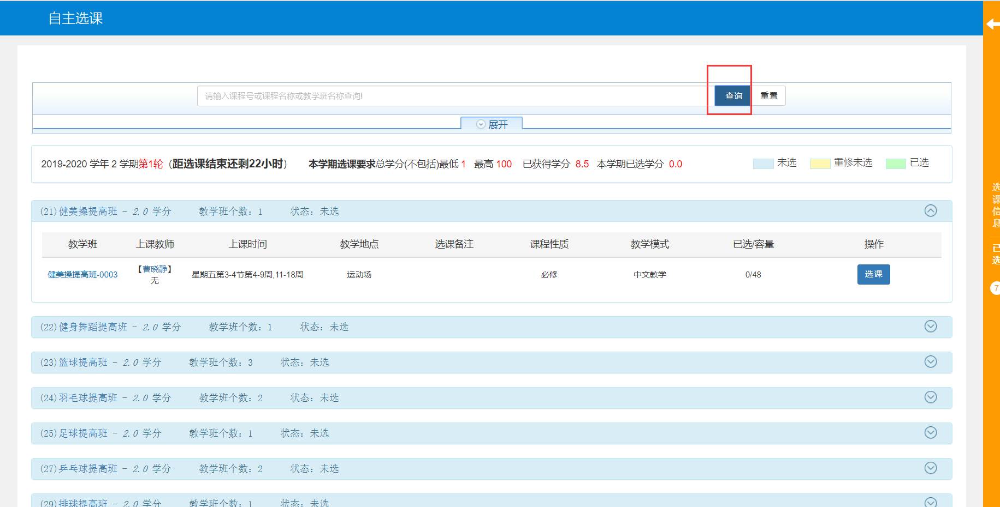 自主选课
请输入课程号或课程名称或教学班名称查询!
查询
重置
展开
2019-2020 学年 2 学期第1轮（距选课结束还剩22小时） 本学期选课要求总学分(不包括)最低 1 最高 100 已获得学分 8.5 本学期已选学分 0.0
未选 重修未选 已选
(21)健美操提高班 - 2.0 学分 教学班个数：1 状态：未选
教学班 上课教师 上课时间 教学地点 选课备注 课程性质 教学模式 已选/容量 操作
健美操提高班-0003 【曹晓静】 星期五第3-4节第4-9周,11-18周 运动场 必修 中文教学 0/48 选课
无
(22)健身舞蹈提高班 - 2.0 学分 教学班个数：1 状态：未选
(23)篮球提高班 - 2.0 学分 教学班个数：3 状态：未选
(24)羽毛球提高班 - 2.0 学分 教学班个数：2 状态：未选
(25)足球提高班 - 2.0 学分 教学班个数：1 状态：未选
(27)乒乓球提高班 - 2.0 学分 教学班个数：2 状态：未选
(29)排球提高班 - 2.0 学分 教学班个数：1 状态：未选
选
课
信
息
已
选
7